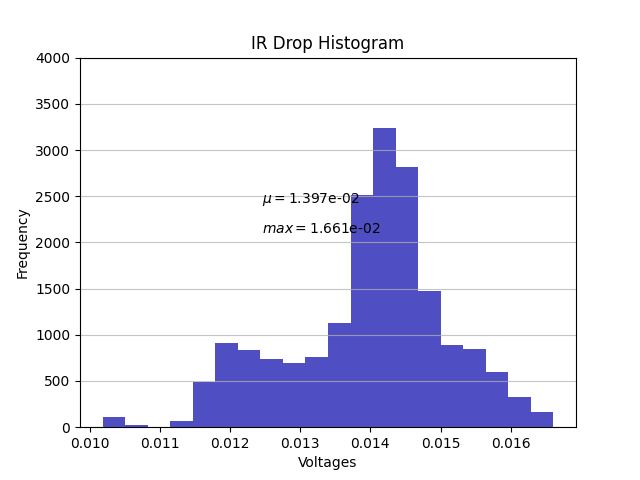 IR Drop Histogram
4000
3500
3000
2500
2000
1500
1000
500
0
Frequency
μ = 1.397e-02
max = 1.661e-02
0.010 0.011 0.012 0.013 0.014 0.015 0.016
Voltages